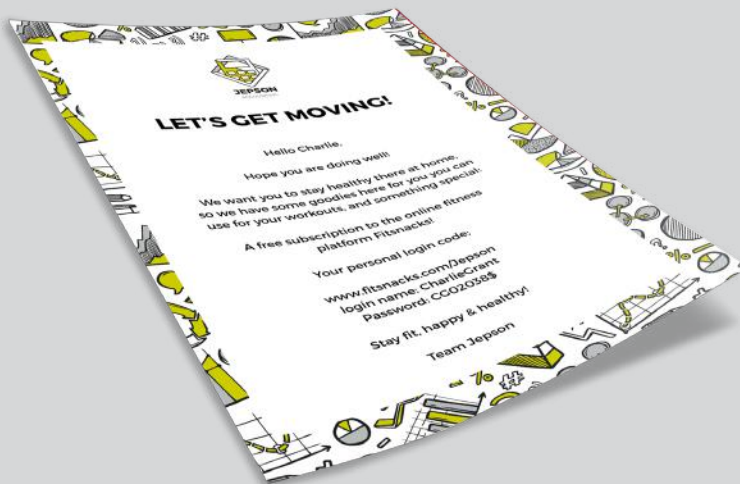 JEPSON
LET'S GET MOVING!
Hello Charlie,
Hope you are doing well!
We want you to stay healthy there at home,
so we have some goodies here for you you can
use for your workouts, and something special:
A free subscription to the online fitness
platform Fitsnacks!
Your personal login code:
www.fitsnacks.com/Jepson
login name: CharlieGrant
Password: CG02038$
Stay fit, happy & healthy!
Team Jepson